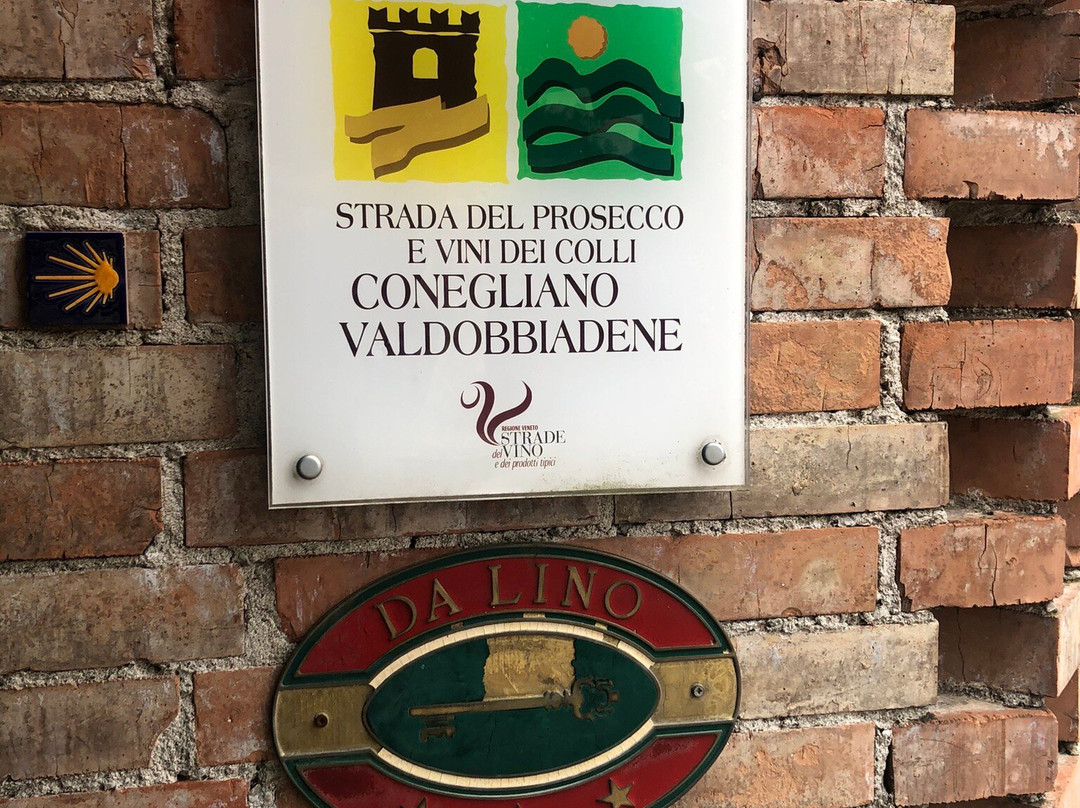 STRADA DEL PROSECCO
E VINI DEI COLLI
CONEGLIANO
VALDOBBIADENE
REGIONE VENETO
STRADE
del VINO
e dei prodotti tipici
DA LINO